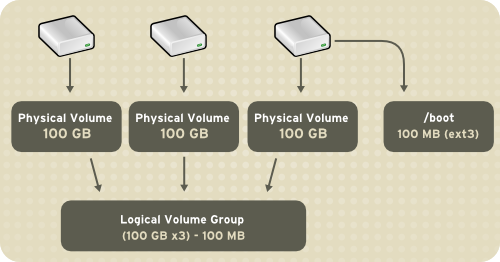 Physical Volume
100 GB
Physical Volume
100 GB
Physical Volume
100 GB
/boot
100 MB (ext3)
Logical Volume Group
(100 GB x3) - 100 MB